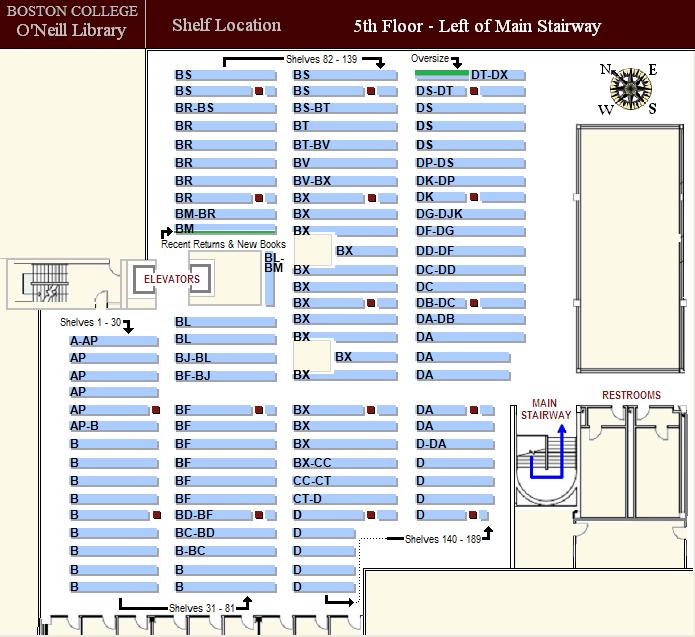 BOSTON COLLEGE
O'Neill Library
Shelf Location
5th Floor - Left of Main Stairway
Shelves 82 - 139
Oversize
N
E
W
S
BS
BS
DT-DX
BS
BS
DS-DT
BR-BS
BS-BT
DS
BR
BT
DS
BR
BT-BV
DS
BR
BV
DP-DS
BR
BV-BX
DK-DP
BR
BX
DK
BM-BR
BX
DG-DJK
BM
BX
DF-DG
Recent Returns & New Books
BX
DD-DF
BL-
BM
BX
DC-DD
ELEVATORS
BX
DC
BX
DB-DC
Shelves 1 - 30
BL
BX
DA-DB
A-AP
BL
BX
DA
AP
BJ-BL
BX
DA
AP
BF-BJ
BX
DA
AP
MAIN
STAIRWAY
RESTROOMS
AP
BF
BX
DA
AP-B
BF
BX
DA
B
BF
BX
D-DA
B
BF
BX-CC
D
B
BF
CC-CT
D
B
BF
CT-D
D
B
BD-BF
D
D
B
BC-BD
D
Shelves 140 - 189
B
B-BC
D
B
B
D
B
B
D
Shelves 31 - 81